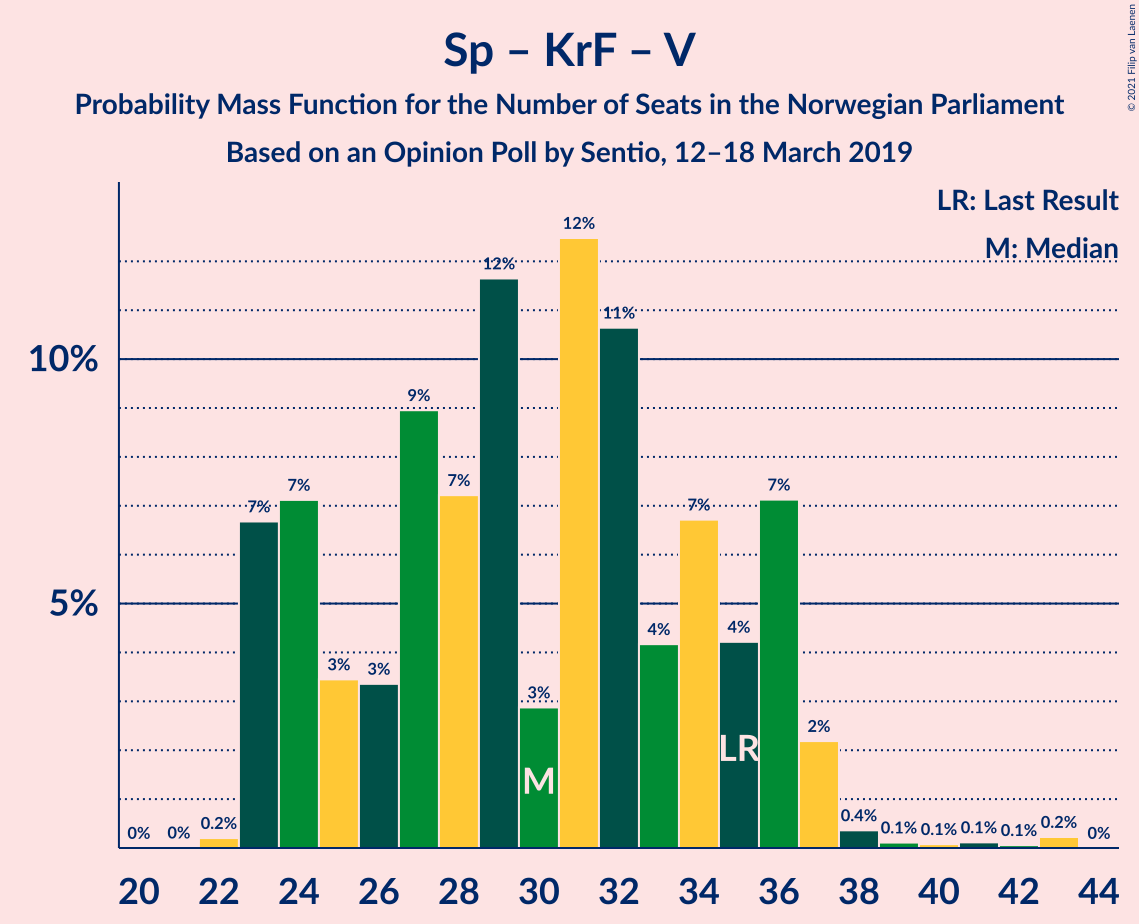 © 2021 Filip van Laenen
Sp – KrF – V
Probability Mass Function for the Number of Seats in the Norwegian Parliament
Based on an Opinion Poll by Sentio, 12–18 March 2019
LR: Last Result
M: Median
10%
5%
0% 0% 0.2% 7% 7% 3% 3% 9% 7% 12% 3% 12% 11% 4% 7% 4% 7% 2% 0.4% 0.1% 0.1% 0.1% 0.1% 0.2% 0%
LR
M
20 22 24 26 28 30 32 34 36 38 40 42 44